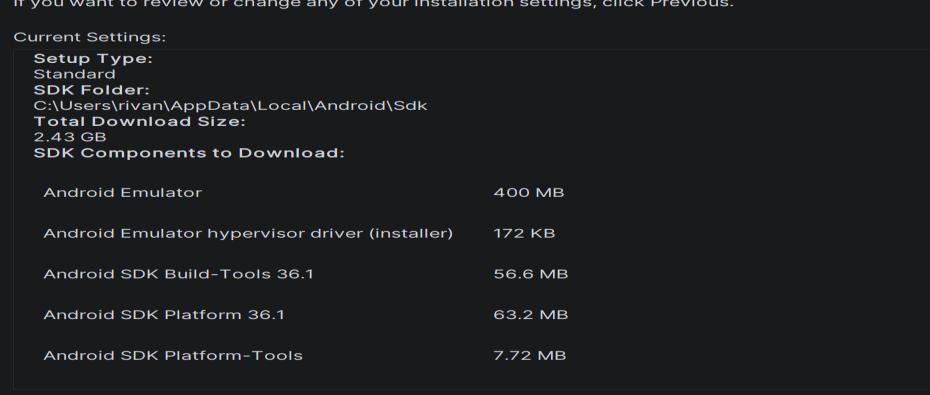 If you want to review or change any of your installation settings, click Previous.
Current Settings:
Setup Type:
Standard
SDK Folder:
C:\Users\rivan\AppData\Local\Android\Sdk
Total Download Size:
2.43 GB
SDK Components to Download:
Android Emulator 400 MB
Android Emulator hypervisor driver (installer) 172 KB
Android SDK Build-Tools 36.1 56.6 MB
Android SDK Platform 36.1 63.2 MB
Android SDK Platform-Tools 7.72 MB